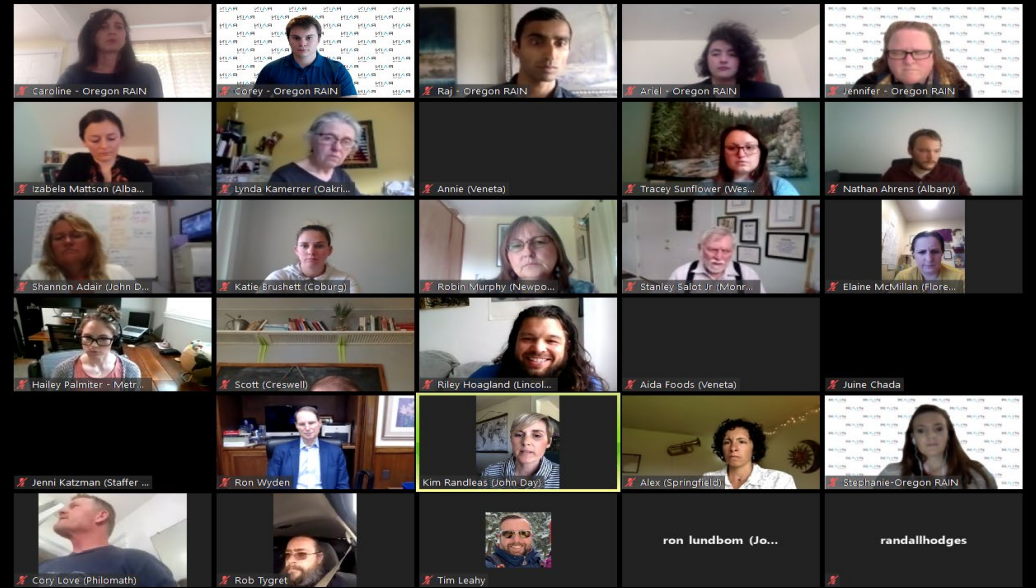 Caroline - Oregon RAIN
Corey - Oregon RAIN
Raj - Oregon RAIN
Ariel - Oregon RAIN
Jennifer - Oregon RAIN
Izabela Mattson (Alba...
Lynda Kamerrer (Oakri...
Annie (Veneta)
Tracey Sunflower (Wes...
Nathan Ahrens (Albany)
Shannon Adair (John D...
Katie Brushett (Coburg)
Robin Murphy (Newpo...
Stanley Salot Jr (Monr...
Elaine McMillan (Flore...
Hailey Palmiter - Metr...
Scott (Creswell)
Riley Hoagland (Lincol...
Aida Foods (Veneta)
Juine Chada
Jenni Katzman (Staffer ...
Ron Wyden
Kim Randleas (John Day)
Alex (Springfield)
Stephanie-Oregon RAIN
Cory Love (Philomath)
Rob Tygret
Tim Leahy
ron lundbom (Jo...
randallhodges